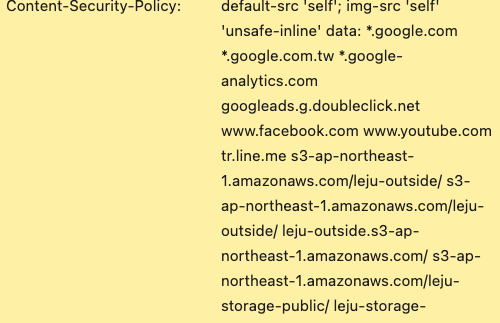 Content-Security-Policy: default-src 'self'; img-src 'self'
'unsafe-inline' data: *.google.com
*.google.com.tw *.google-
analytics.com
googleads.g.doubleclick.net
www.facebook.com www.youtube.com
tr.line.me s3-ap-northeast-
1.amazonaws.com/leju-outside/ s3-
ap-northeast-1.amazonaws.com/leju-
outside/ leju-outside.s3-ap-
northeast-1.amazonaws.com/ s3-ap-
northeast-1.amazonaws.com/leju-
storage-public/ leju-storage-